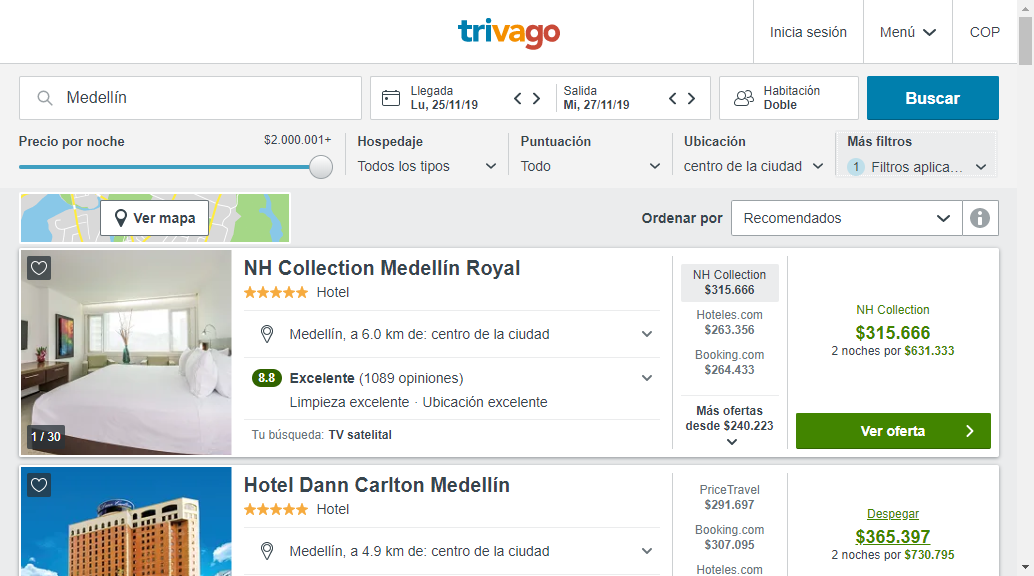 trivago
Inicia sesión
Menú
COP
Medellín
Llegada
Lu, 25/11/19
Salida
Mi, 27/11/19
Habitación
Doble
Buscar
Precio por noche
$2.000.001+
Hospedaje
Todos los tipos
Puntuación
Todo
Ubicación
centro de la ciudad
Más filtros
1 Filtros aplica...
Ver mapa
Ordenar por
Recomendados
NH Collection Medellín Royal
Hotel
Medellín, a 6.0 km de: centro de la ciudad
8.8 Excelente (1089 opiniones)
Limpieza excelente · Ubicación excelente
Tu búsqueda: TV satelital
1 / 30
NH Collection
$315.666
Hoteles.com
$263.356
Booking.com
$264.433
Más ofertas
desde $240.223
NH Collection
$315.666
2 noches por $631.333
Ver oferta
Hotel Dann Carlton Medellín
Hotel
Medellín, a 4.9 km de: centro de la ciudad
PriceTravel
$291.697
Booking.com
$307.095
Hoteles.com
Despegar
$365.397
2 noches por $730.795